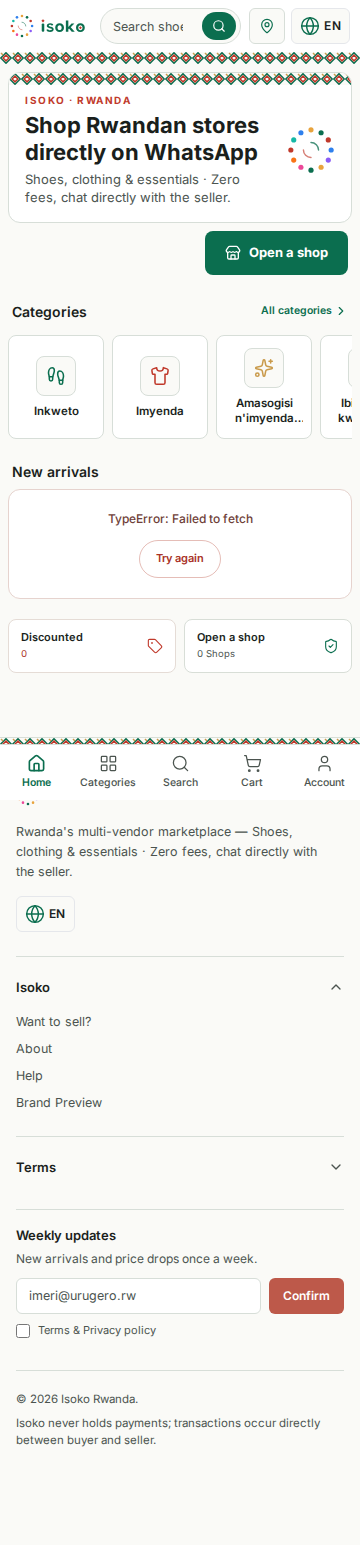 isoko
Search shoe
EN
ISOKO · RWANDA
Shop Rwandan stores
directly on WhatsApp
Shoes, clothing & essentials · Zero
fees, chat directly with the seller.
Open a shop
Categories
All categories
Inkweto
Imyenda
Amasogisi
n'imyenda...
New arrivals
TypeError: Failed to fetch
Try again
Discounted
0
Open a shop
0 Shops
Home
Categories
Search
Cart
Account
Rwanda's multi-vendor marketplace — Shoes,
clothing & essentials · Zero fees, chat directly with
the seller.
EN
Isoko
Want to sell?
About
Help
Brand Preview
Terms
Weekly updates
New arrivals and price drops once a week.
imeri@urugero.rw
Confirm
Terms & Privacy policy
© 2026 Isoko Rwanda.
Isoko never holds payments; transactions occur directly
between buyer and seller.